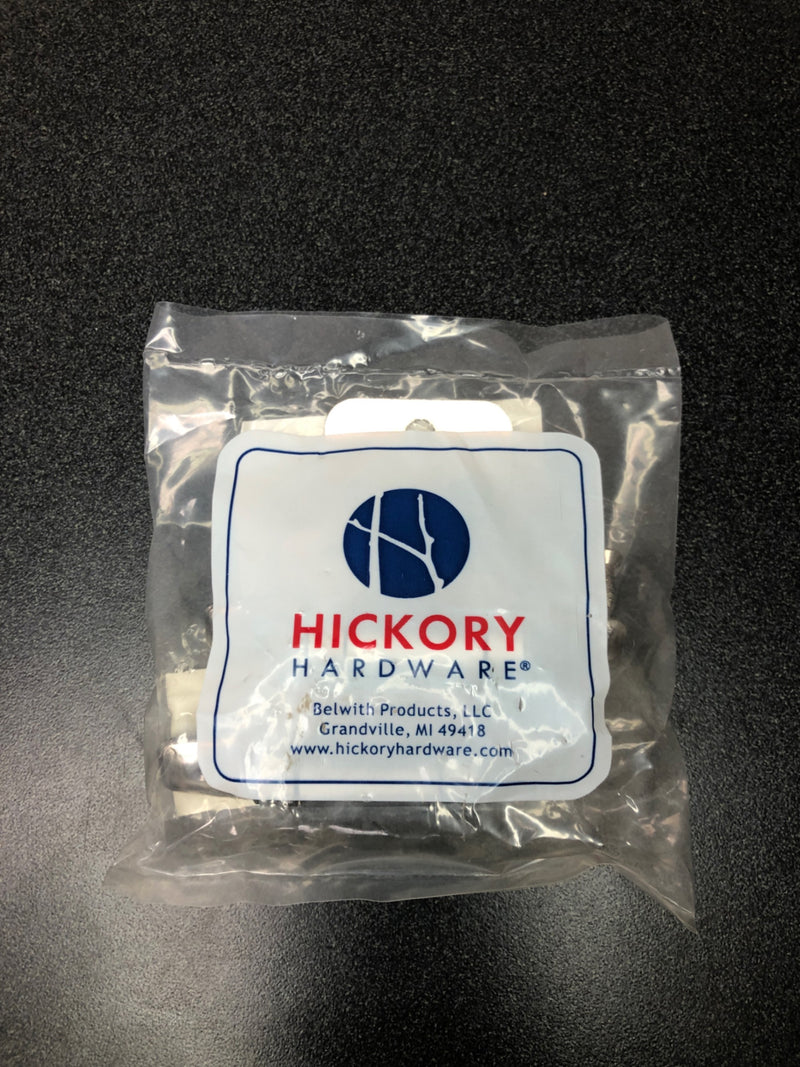 HICKORY
HARDWARE®
Belwith Products, LLC
Grandville, MI 49418
www.hickoryhardware.com